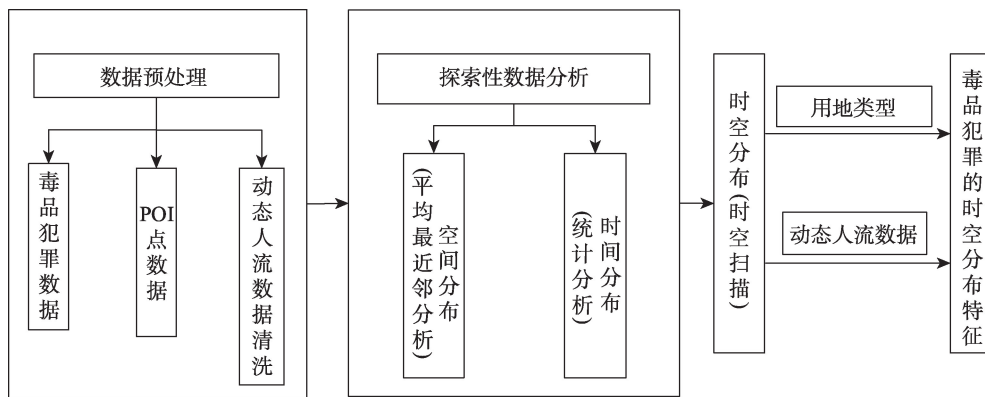 数据预处理
毒品犯罪数据
POI
点数据
动态人流数据清洗
探索性数据分析
空间分布
(平均最近邻分析)
时间分布
(统计分析)
时空分布(时空扫描)
用地类型
动态人流数据
毒品犯罪的时空分布特征